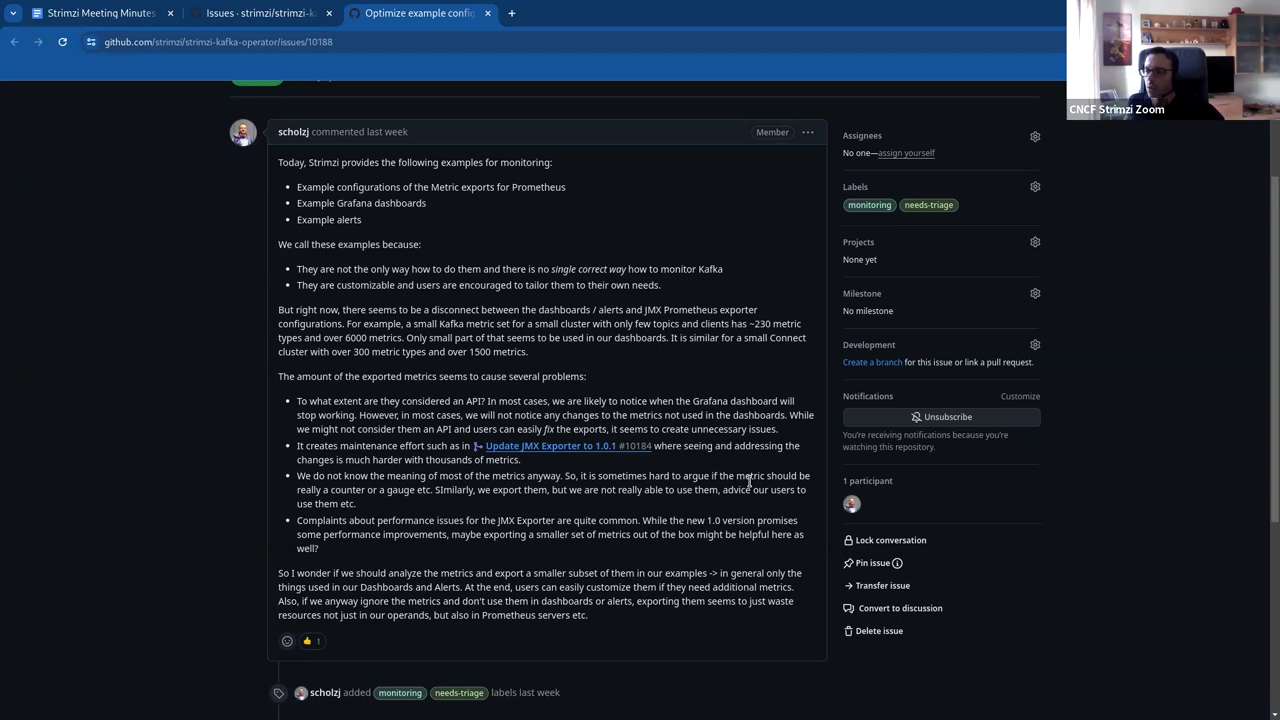 Strimzi Meeting Minutes
Issues · strimzi/strimzi-ka
Optimize example config
github.com/strimzi/strimzi-kafka-operator/issues/10188
CNCF Strimzi Zoom
scholzj commented last week
Member
Today, Strimzi provides the following examples for monitoring:
• Example configurations of the Metric exports for Prometheus
• Example Grafana dashboards
• Example alerts
We call these examples because:
• They are not the only way how to do them and there is no single correct way how to monitor Kafka
• They are customizable and users are encouraged to tailor them to their own needs.
But right now, there seems to be a disconnect between the dashboards / alerts and JMX Prometheus exporter
configurations. For example, a small Kafka metric set for a small cluster with only few topics and clients has ~230 metric
types and over 6000 metrics. Only small part of that seems to be used in our dashboards. It is similar for a small Connect
cluster with over 300 metric types and over 1500 metrics.
The amount of the exported metrics seems to cause several problems:
• To what extent are they considered an API? In most cases, we are likely to notice when the Grafana dashboard will
stop working. However, in most cases, we will not notice any changes to the metrics not used in the dashboards. While
we might not consider them an API and users can easily fix the exports, it seems to create unnecessary issues.
• It creates maintenance effort such as in Update JMX Exporter to 1.0.1 #10184 where seeing and addressing the
changes is much harder with thousands of metrics.
• We do not know the meaning of most of the metrics anyway. So, it is sometimes hard to argue if the metric should be
really a counter or a gauge etc. SImilarly, we export them, but we are not really able to use them, advice our users to
use them etc.
• Complaints about performance issues for the JMX Exporter are quite common. While the new 1.0 version promises
some performance improvements, maybe exporting a smaller set of metrics out of the box might be helpful here as
well?
So I wonder if we should analyze the metrics and export a smaller subset of them in our examples -> in general only the
things used in our Dashboards and Alerts. At the end, users can easily customize them if they need additional metrics.
Also, if we anyway ignore the metrics and don't use them in dashboards or alerts, exporting them seems to just waste
resources not just in our operands, but also in Prometheus servers etc.
👍 1
scholzj added monitoring needs-triage labels last week
Assignees
No one—assign yourself
Labels
monitoring needs-triage
Projects
None yet
Milestone
No milestone
Development
Create a branch for this issue or link a pull request.
Notifications Customize
Unsubscribe
You're receiving notifications because you're
watching this repository.
1 participant
Lock conversation
Pin issue
Transfer issue
Convert to discussion
Delete issue